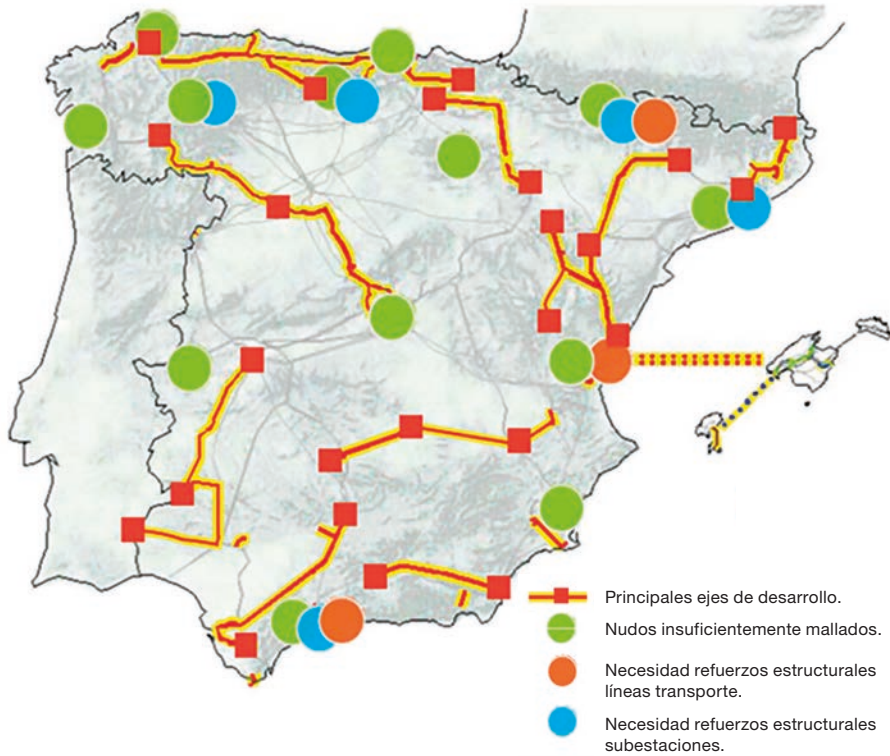 Principales ejes de desarrollo.
Nudos insuficientemente mallados.
Necesidad refuerzos estructurales
líneas transporte.
Necesidad refuerzos estructurales
subestaciones.